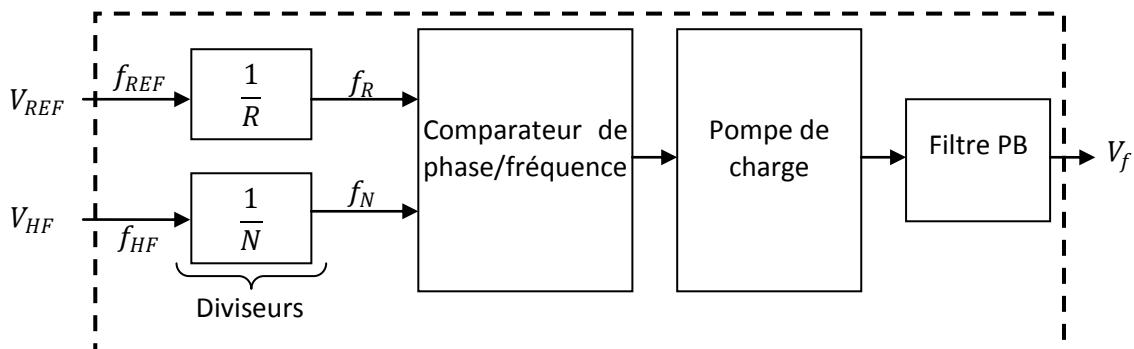 V_REF
f_REF
1
R
f_R
V_HF
f_HF
1
N
f_N
Diviseurs
Comparateur de
phase/fréquence
Pompe de
charge
Filtre PB
V_f